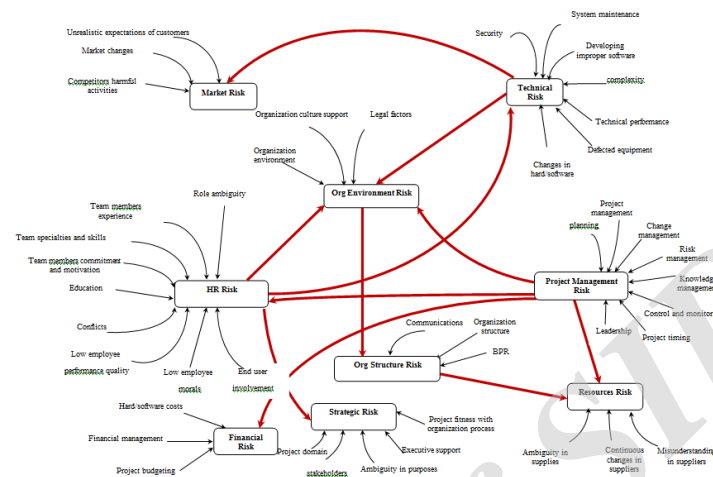 System maintenance
Unrealistic expectations of customers
Security
Market changes
Developing
improper software
Competitors harmful
activities
complexity
Market Risk
Technical
Risk
Organization culture support
Legal factors
Technical performance
Organization
environment
Defected equipment
Changes in
hard/software
Org Environment Risk
Role ambiguity
Team members
experience
Project
management
planning
Change
management
Team specialties and skills
Risk
management
Team members commitment
and motivation
Knowledg
managemen
Education
HR Risk
Project Management
Risk
Control and monitor
Conflicts
Communications
Organization
structure
Leadership
Project timing
Low employee
performance quality
Low employee
morals
End user
involvement
BPR
Org Structure Risk
Resources Risk
Hard/software costs
Strategic Risk
Project fitness with
organization process
Financial management
Financial
Risk
Project domain
Executive support
Ambiguity in
supplies
Continuous
changes in
suppliers
Misunderstanding
in suppliers
Project budgeting
stakeholders
Ambiguity in purposes